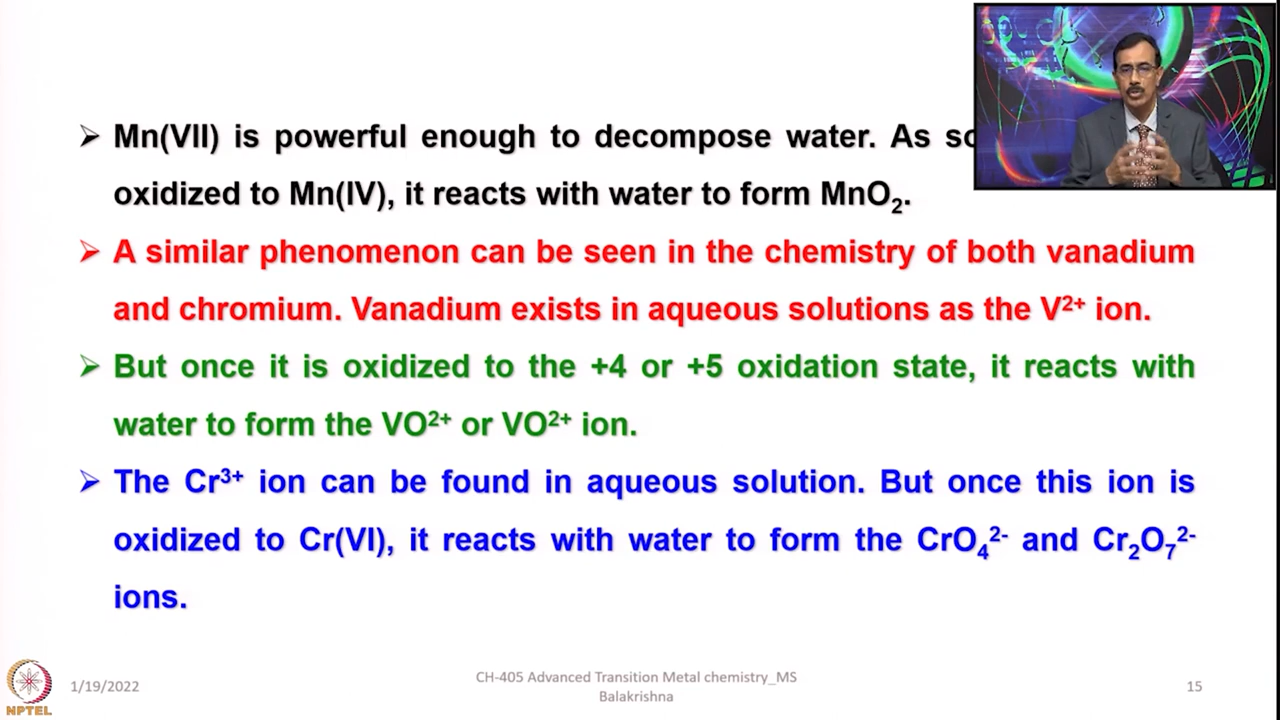 ➢ Mn(VII) is powerful enough to decompose water. As
oxidized to Mn(IV), it reacts with water to form MnO₂.
➢ A similar phenomenon can be seen in the chemistry of both vanadium
and chromium. Vanadium exists in aqueous solutions as the V²⁺ ion.
➢ But once it is oxidized to the +4 or +5 oxidation state, it reacts with
water to form the VO²⁺ or VO²⁺ ion.
➢ The Cr³⁺ ion can be found in aqueous solution. But once this ion is
oxidized to Cr(VI), it reacts with water to form the CrO₄²⁻ and Cr₂O₇²⁻
ions.
NPTEL
1/19/2022
CH-405 Advanced Transition Metal chemistry_MS
Balakrishna
15